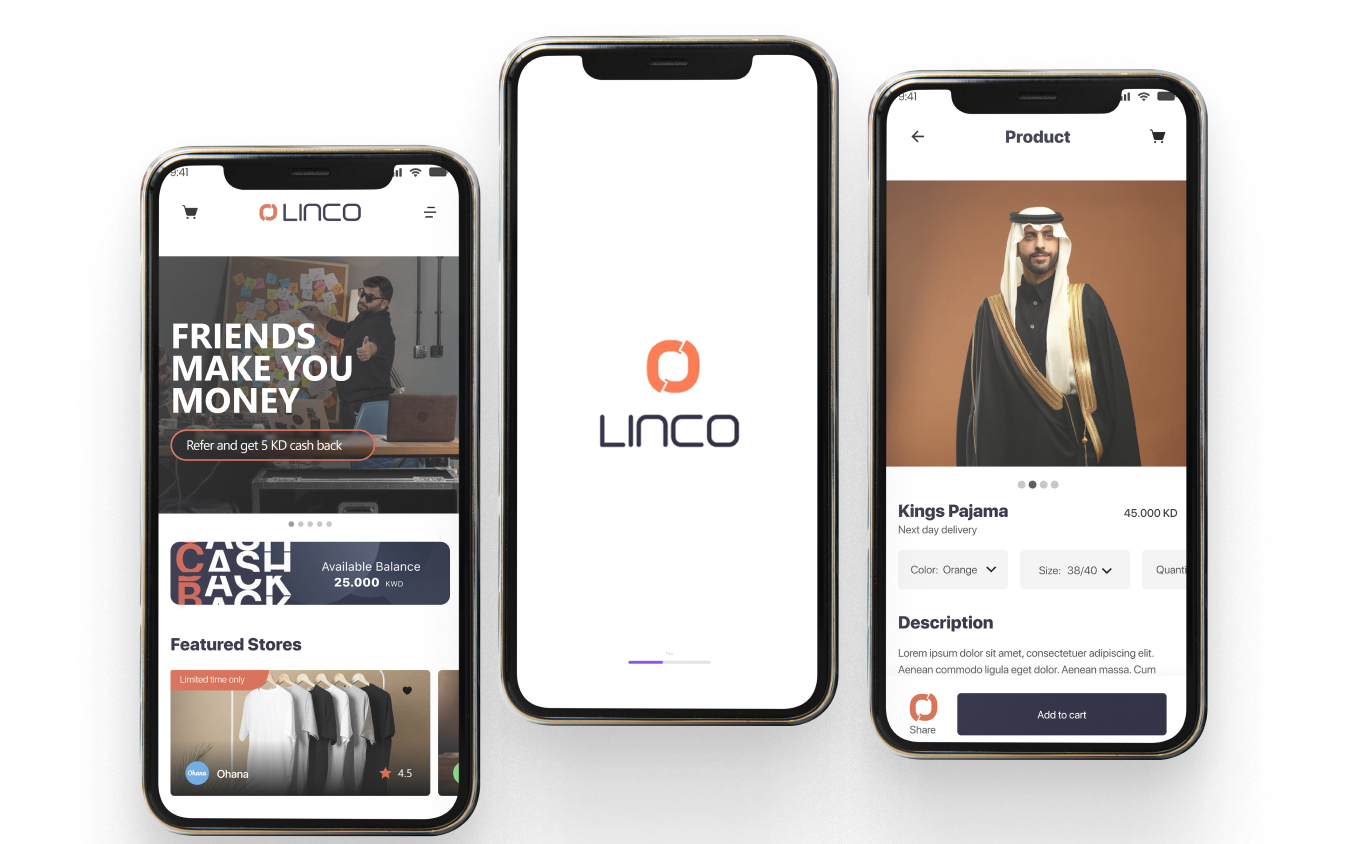 9:41
LINCO
FRIENDS
MAKE YOU
MONEY
Refer and get 5 KD cash back
CASH
BACK
Available Balance
25.000 KWD
Featured Stores
Limited time only
Ohana
Ohana
4.5
LINCO
9:41
Product
Kings Pajama
45.000 KD
Next day delivery
Color: Orange
Size: 38/40
Quanti
Description
Lorem ipsum dolor sit amet, consectetuer adipiscing elit.
Aenean commodo ligula eget dolor. Aenean massa. Cum
Share
Add to cart